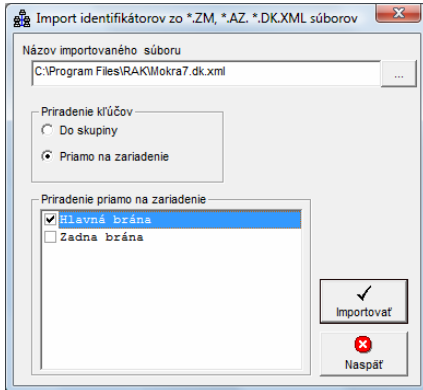 Import identifikátorov zo *.ZM, *.AZ. *.DK.XML súborov
Názov importovaného súboru
C:\Program Files\RAK\Mokra7.dk.xml
...
Priradenie kľúčov
Do skupiny
Priamo na zariadenie
Priradenie priamo na zariadenie
Hlavná brána
Zadna brána
Importovať
Naspäť